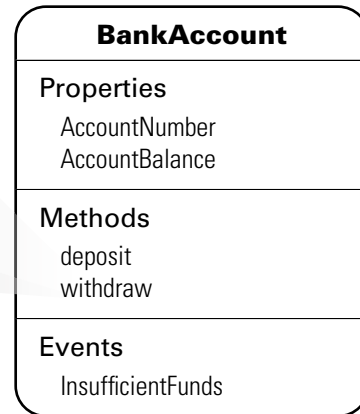 BankAccount
Properties
AccountNumber
AccountBalance
Methods
deposit
withdraw
Events
InsufficientFunds